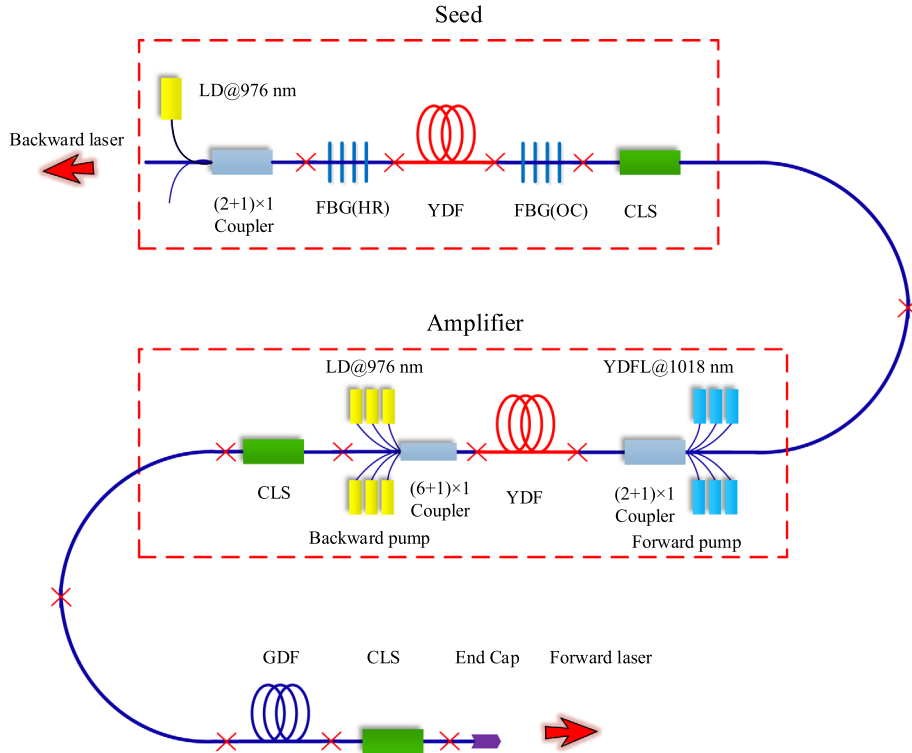 Seed
LD@976 nm
Backward laser
(2+1)×1
Coupler
FBG(HR)
YDF
FBG(OC)
CLS
Amplifier
LD@976 nm
YDFL@1018 nm
CLS
(6+1)×1
Coupler
YDF
(2+1)×1
Coupler
Backward pump
Forward pump
GDF
CLS
End Cap
Forward laser